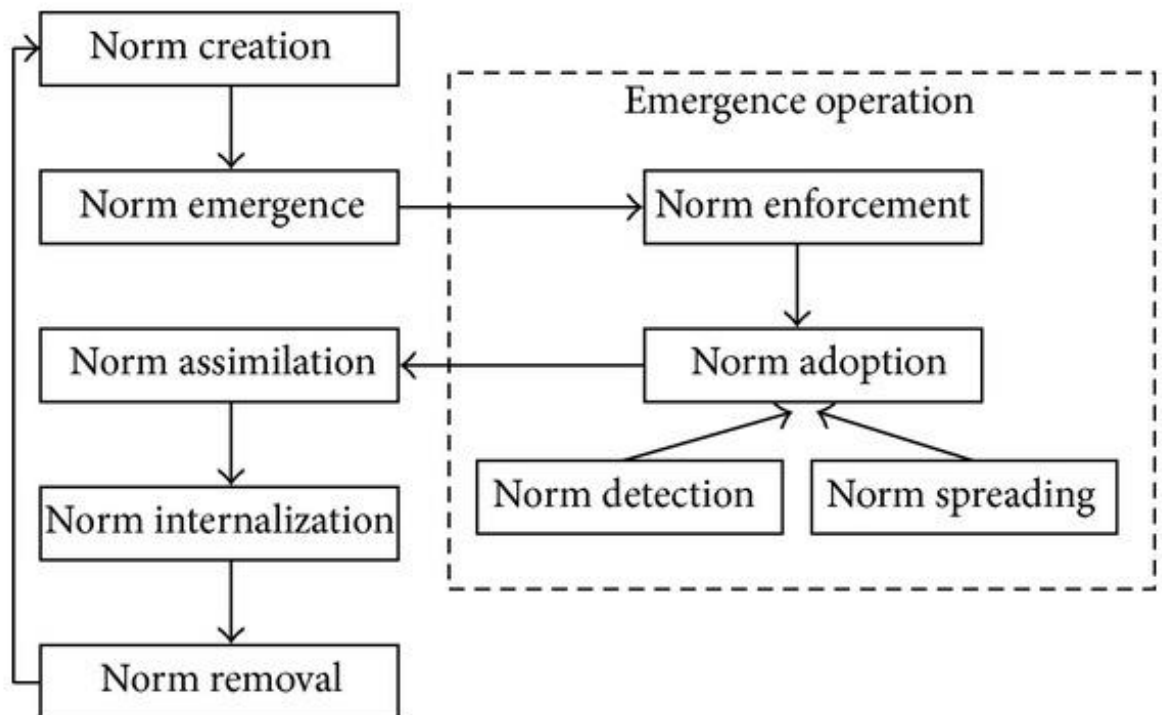 Norm creation
Emergence operation
Norm emergence
Norm enforcement
Norm assimilation
Norm adoption
Norm detection
Norm spreading
Norm internalization
Norm removal